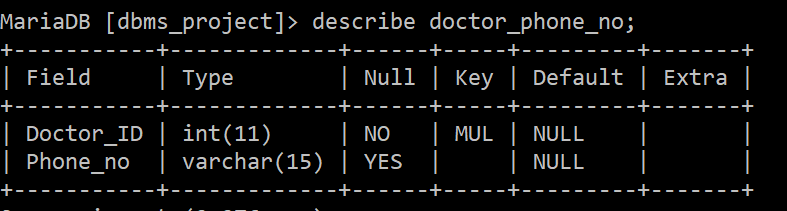 MariaDB [dbms_project]> describe doctor_phone_no;
+-----------+-------------+------+-----+---------+-------+
| Field     | Type        | Null | Key | Default | Extra |
+-----------+-------------+------+-----+---------+-------+
| Doctor_ID | int(11)     | NO   | MUL | NULL    |       |
| Phone_no  | varchar(15) | YES  |     | NULL    |       |
+-----------+-------------+------+-----+---------+-------+